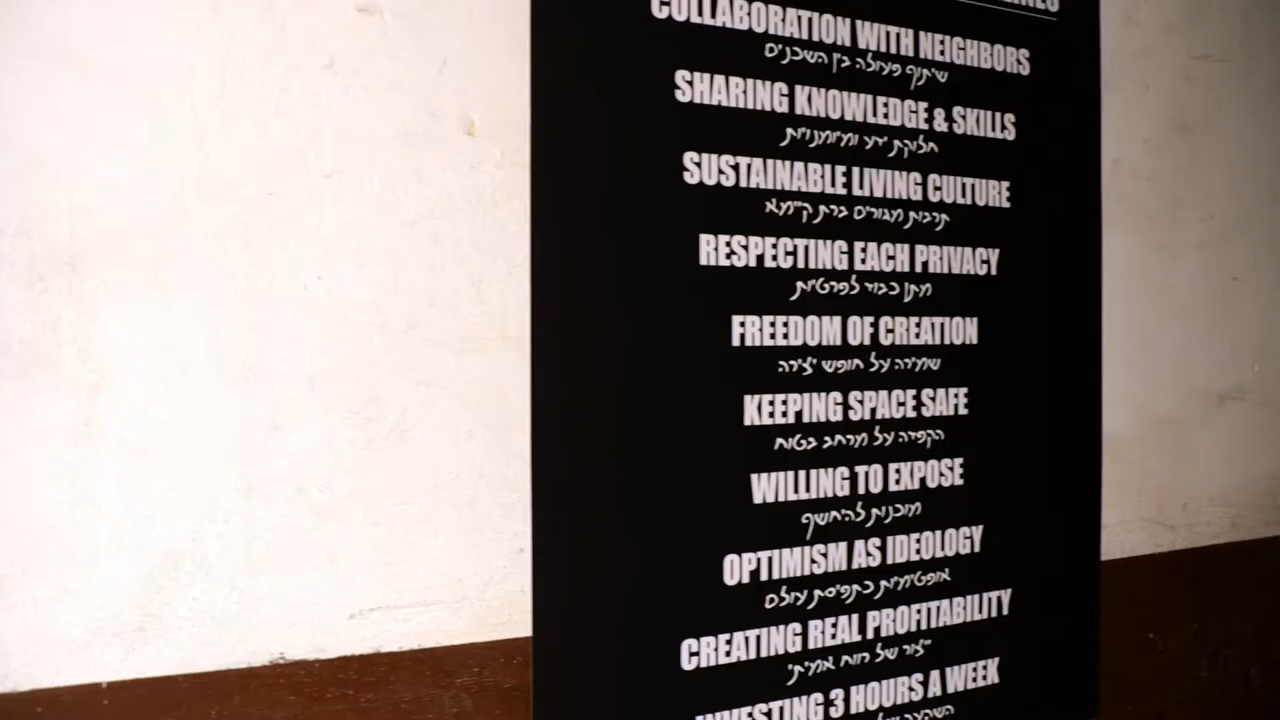 COLLABORATION WITH NEIGHBORS
שיתוף פעולה בין השכנים
SHARING KNOWLEDGE & SKILLS
חלוקת ידע ומיומנויות
SUSTAINABLE LIVING CULTURE
תרבות מגורים ברת קיימא
RESPECTING EACH PRIVACY
מתן כבוד לפרטיות
FREEDOM OF CREATION
שמירה על חופש יצירה
KEEPING SPACE SAFE
הקפדה על מרחב בטוח
WILLING TO EXPOSE
מוכנות להיחשף
OPTIMISM AS IDEOLOGY
אופטימיות כתפיסת עולם
CREATING REAL PROFITABILITY
ייצור של רווח אמיתי
INVESTING 3 HOURS A WEEK